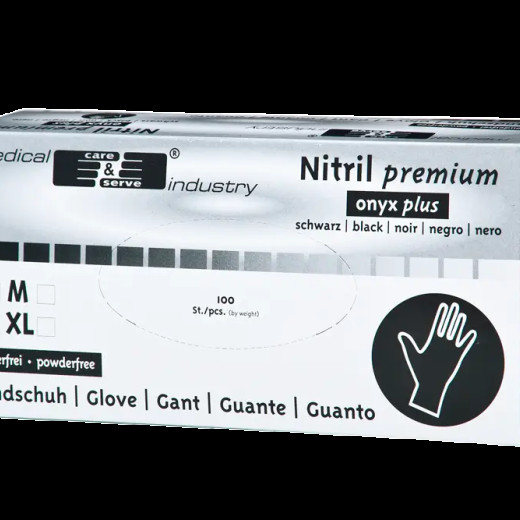 edical care & serve ® industry
Nitril premium
onyx plus
schwarz | black | noir | negro | nero
M
XL
100
St./pcs. (by weight)
erfrei • powderfree
dschuh | Glove | Gant | Guante | Guanto